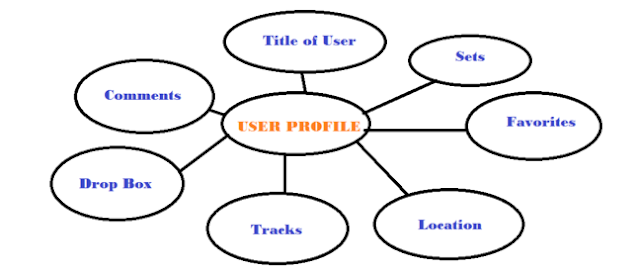 Title of User
Sets
Comments
Favorites
USER PROFILE
Drop Box
Tracks
Location